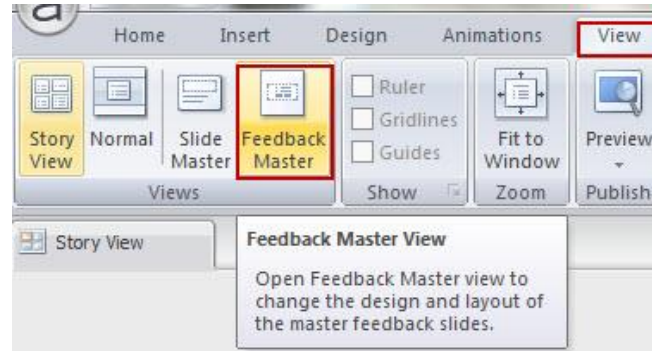 a
Home Insert Design Animations View
Story View
Normal
Slide Master
Feedback Master
Ruler
Gridlines
Guides
Fit to Window
Preview
Views Show Zoom Publish
Story View
Feedback Master View
Open Feedback Master view to
change the design and layout of
the master feedback slides.